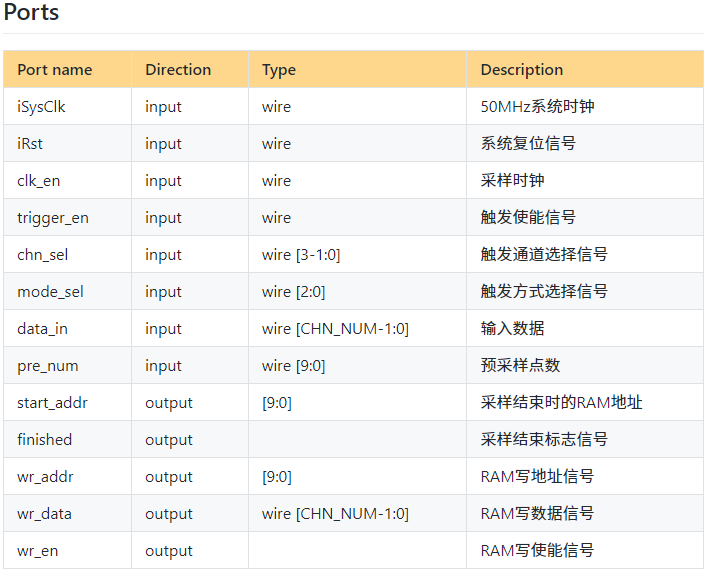 Ports
Port name Direction Type Description
iSysClk input wire 50MHz系统时钟
iRst input wire 系统复位信号
clk_en input wire 采样时钟
trigger_en input wire 触发使能信号
chn_sel input wire [3-1:0] 触发通道选择信号
mode_sel input wire [2:0] 触发方式选择信号
data_in input wire [CHN_NUM-1:0] 输入数据
pre_num input wire [9:0] 预采样点数
start_addr output [9:0] 采样结束时的RAM地址
finished output 采样结束标志信号
wr_addr output [9:0] RAM写地址信号
wr_data output wire [CHN_NUM-1:0] RAM写数据信号
wr_en output RAM写使能信号